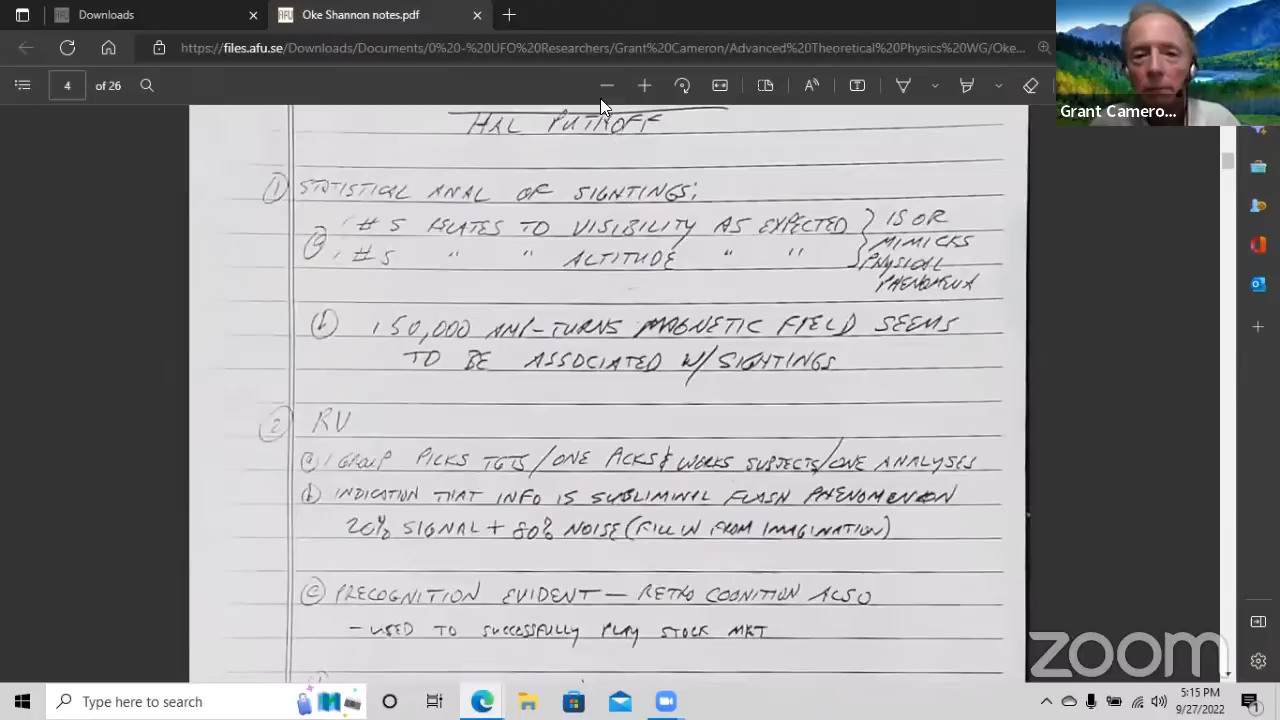 Downloads
Oke Shannon notes.pdf
https://files.afu.se/Downloads/Documents/0%20-%20UFO%20Researchers/Grant%20Cameron/Advanced%20Theoretical%20Physics%20WG/Oke...
4 of 26
Grant Camero...
HAL PUTHOFF
① STATISTICAL ANAL OF SIGHTINGS;
ⓐ # S RELATES TO VISIBILITY AS EXPECTED } IS OR
# S " " ALTITUDE " " MIMICKS
PHYSICAL
PHENOMENA
ⓑ 150,000 AMP-TURNS MAGNETIC FIELD SEEMS
TO BE ASSOCIATED W/SIGHTINGS
② RV
ⓐ 1 GROUP PICKS TGTS/ONE PICKS & WORKS SUBJECTS/ONE ANALYSES
ⓑ INDICATION THAT INFO IS SUBLIMINAL FLASH PHENOMENON
20% SIGNAL + 80% NOISE (FILL IN FROM IMAGINATION)
ⓒ PRECOGNITION EVIDENT — RETRO COGNITION ALSO
– USED TO SUCCESSFULLY PLAY STOCK MKT
zoom
Type here to search
5:15 PM
9/27/2022